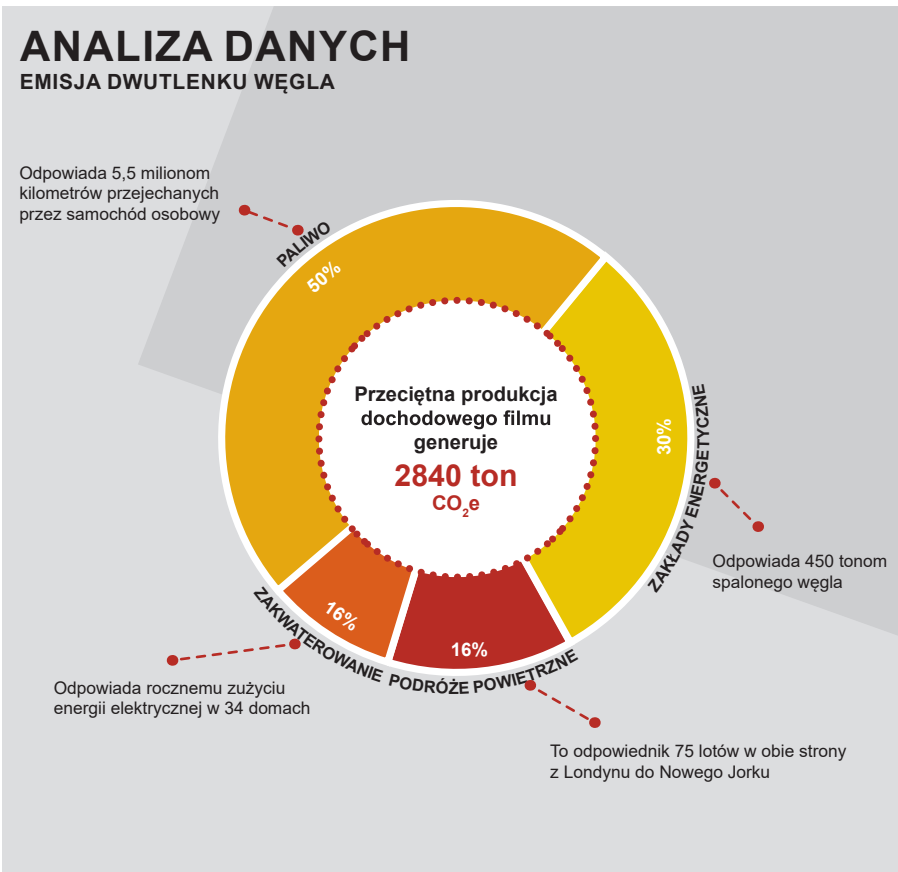 ANALIZA DANYCH
EMISJA DWUTLENKU WĘGLA
Odpowiada 5,5 milionom
kilometrów przejechanych
przez samochód osobowy
PALIWO
50%
30%
ZAKŁADY ENERGETYCZNE
Odpowiada 450 tonom
spalonego węgla
Przeciętna produkcja
dochodowego filmu
generuje
2840 ton
CO₂e
16%
ZAKWATEROWANIE
Odpowiada rocznemu zużyciu
energii elektrycznej w 34 domach
16%
PODRÓŻE POWIETRZNE
To odpowiednik 75 lotów w obie strony
z Londynu do Nowego Jorku